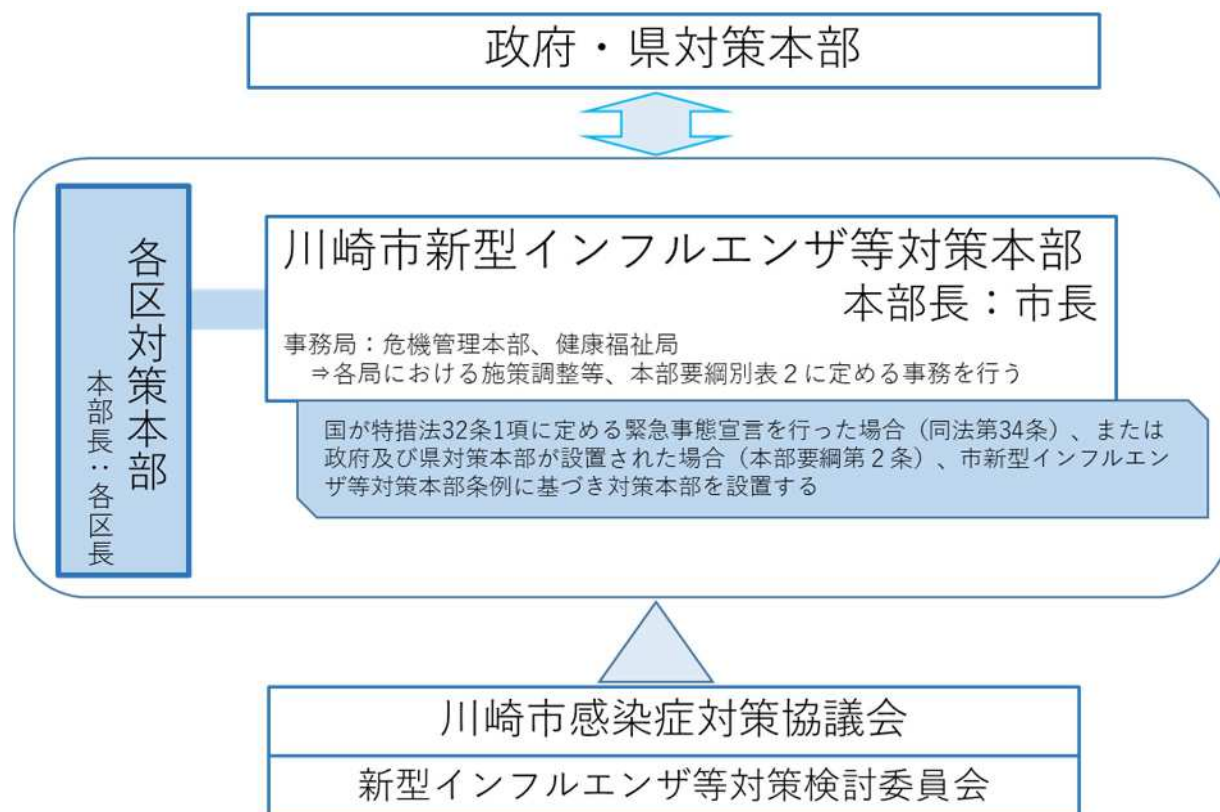 政府・県対策本部
各区対策本部
本部長：各区長
川崎市新型インフルエンザ等対策本部
本部長：市長
事務局：危機管理本部、健康福祉局
⇒各局における施策調整等、本部要綱別表２に定める事務を行う
国が特措法32条1項に定める緊急事態宣言を行った場合（同法第34条）、または
政府及び県対策本部が設置された場合（本部要綱第２条）、市新型インフルエン
ザ等対策本部条例に基づき対策本部を設置する
川崎市感染症対策協議会
新型インフルエンザ等対策検討委員会